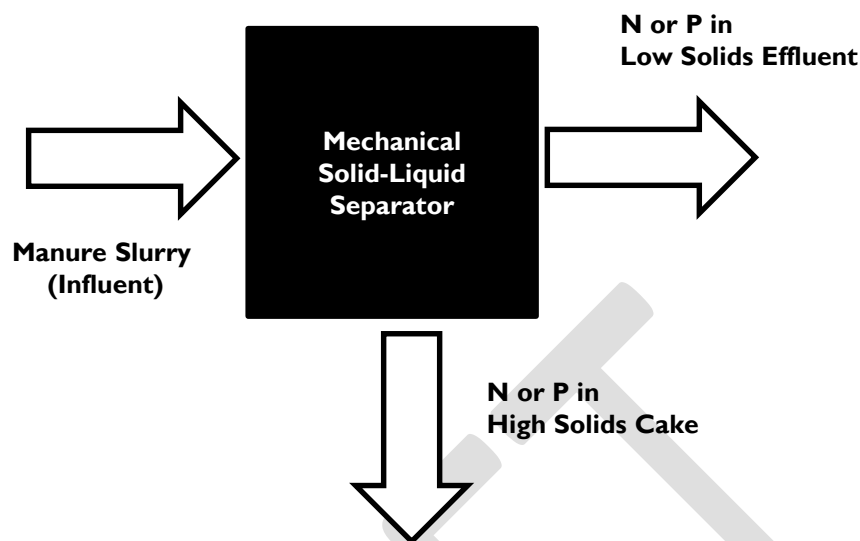 N or P in
Low Solids Effluent
Mechanical
Solid-Liquid
Separator
Manure Slurry
(Influent)
N or P in
High Solids Cake